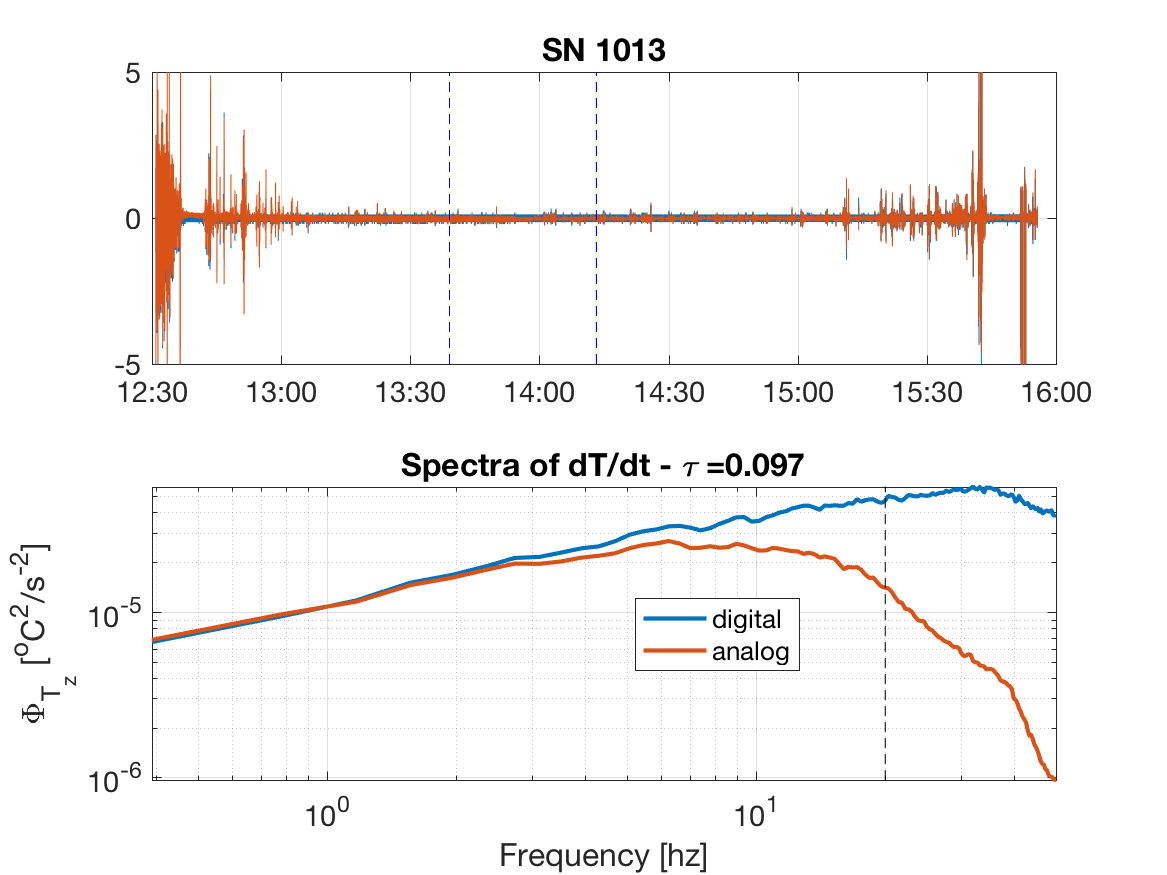 SN 1013
5
0
-5
12:30 13:00 13:30 14:00 14:30 15:00 15:30 16:00
Spectra of dT/dt - τ =0.097
Φ_{T_z} [°C²/s⁻²]
10⁻⁵
10⁻⁶
digital
analog
10⁰ 10¹
Frequency [hz]